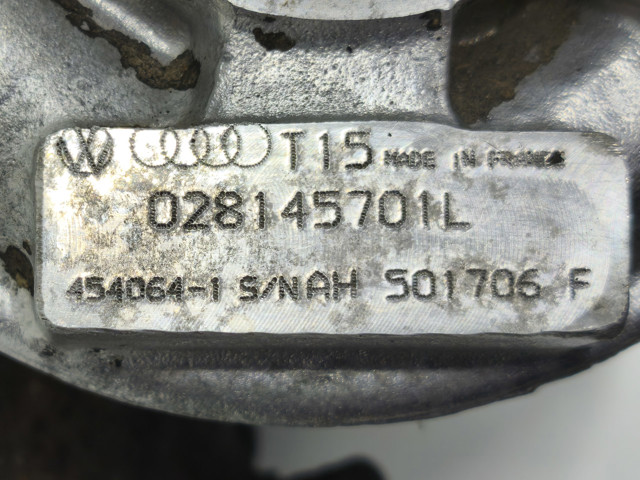 T15 MADE IN FRANCE
028145701L
454064-1 S/N AH 501706 F